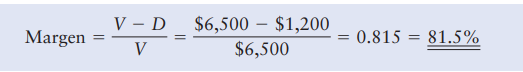 Margen = V − D / V = $6,500 − $1,200 / $6,500 = 0.815 = 81.5%